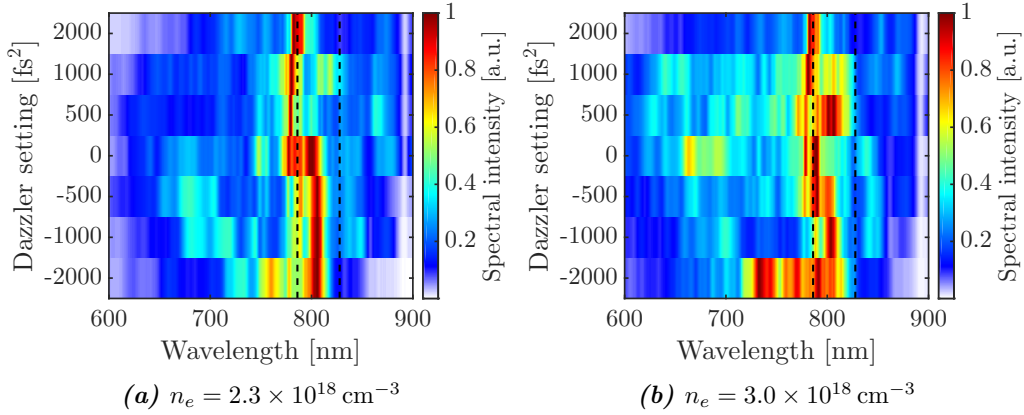 2000
1000
500
0
-500
-1000
-2000
Dazzler setting [fs²]
600 700 800 900
Wavelength [nm]
1
0.8
0.6
0.4
0.2
Spectral intensity [a.u.]
(a) nₑ = 2.3 × 10¹⁸ cm⁻³
2000
1000
500
0
-500
-1000
-2000
Dazzler setting [fs²]
600 700 800 900
Wavelength [nm]
1
0.8
0.6
0.4
0.2
Spectral intensity [a.u.]
(b) nₑ = 3.0 × 10¹⁸ cm⁻³